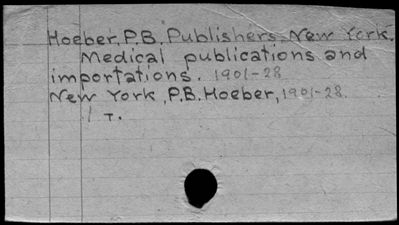 Hoeber, P.B. Publishers. New York.
Medical publications and
importations. 1901-28
New York, P.B. Hoeber, 1901-28.
1 T.